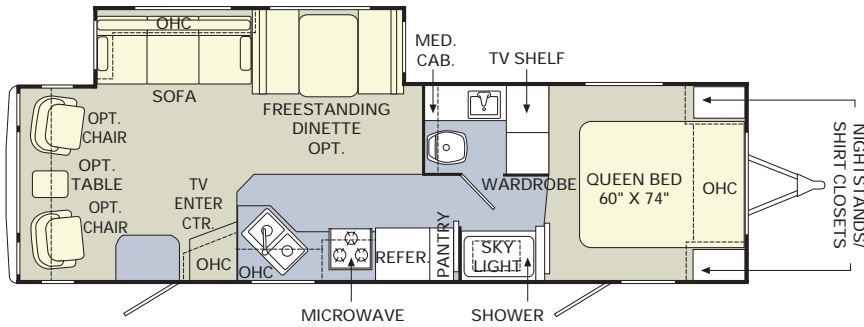 OHC
SOFA
FREESTANDING
DINETTE
OPT.
MED.
CAB.
TV SHELF
OPT.
CHAIR
OPT.
TABLE
OPT.
CHAIR
TV
ENTER
CTR.
OHC
OHC
REFER.
PANTRY
SKY
LIGHT
WARDROBE
QUEEN BED
60" X 74"
OHC
NIGHTSTANDS/
SHIRT CLOSETS
MICROWAVE
SHOWER